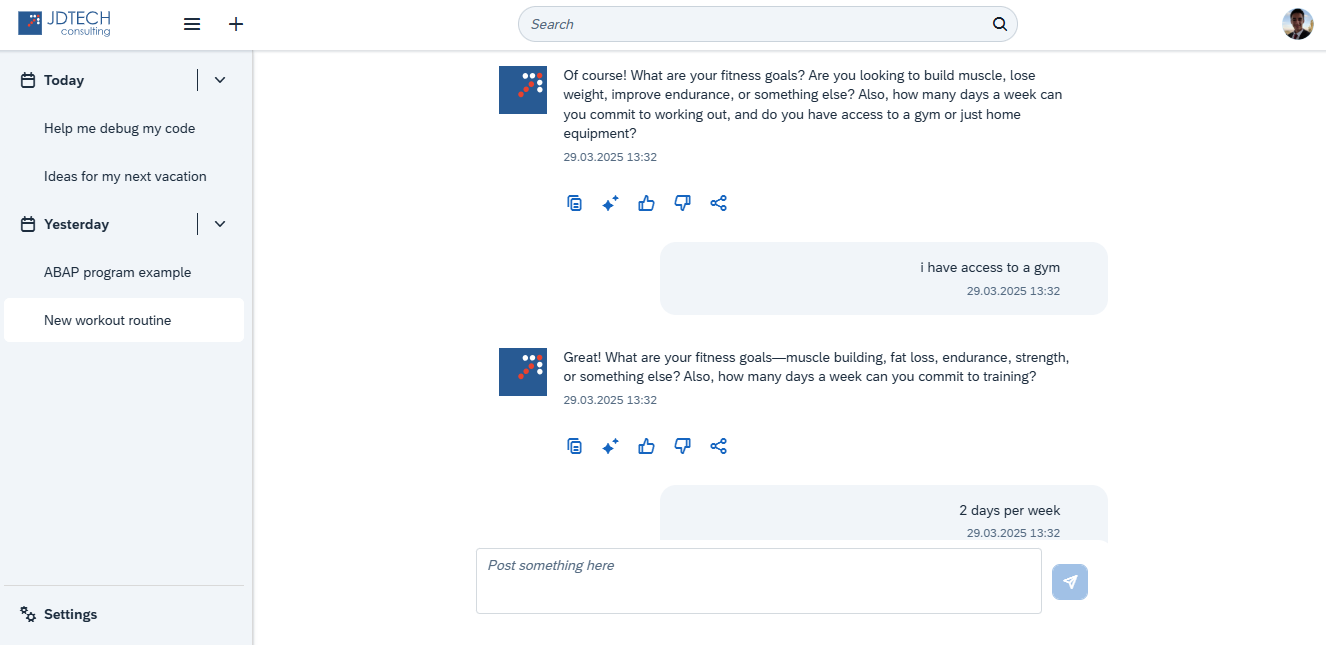 JDTECH
consulting
Search
Today
Help me debug my code
Ideas for my next vacation
Yesterday
ABAP program example
New workout routine
Settings
Of course! What are your fitness goals? Are you looking to build muscle, lose
weight, improve endurance, or something else? Also, how many days a week can
you commit to working out, and do you have access to a gym or just home
equipment?
29.03.2025 13:32
i have access to a gym
29.03.2025 13:32
Great! What are your fitness goals—muscle building, fat loss, endurance, strength,
or something else? Also, how many days a week can you commit to training?
29.03.2025 13:32
2 days per week
29.03.2025 13:32
Post something here